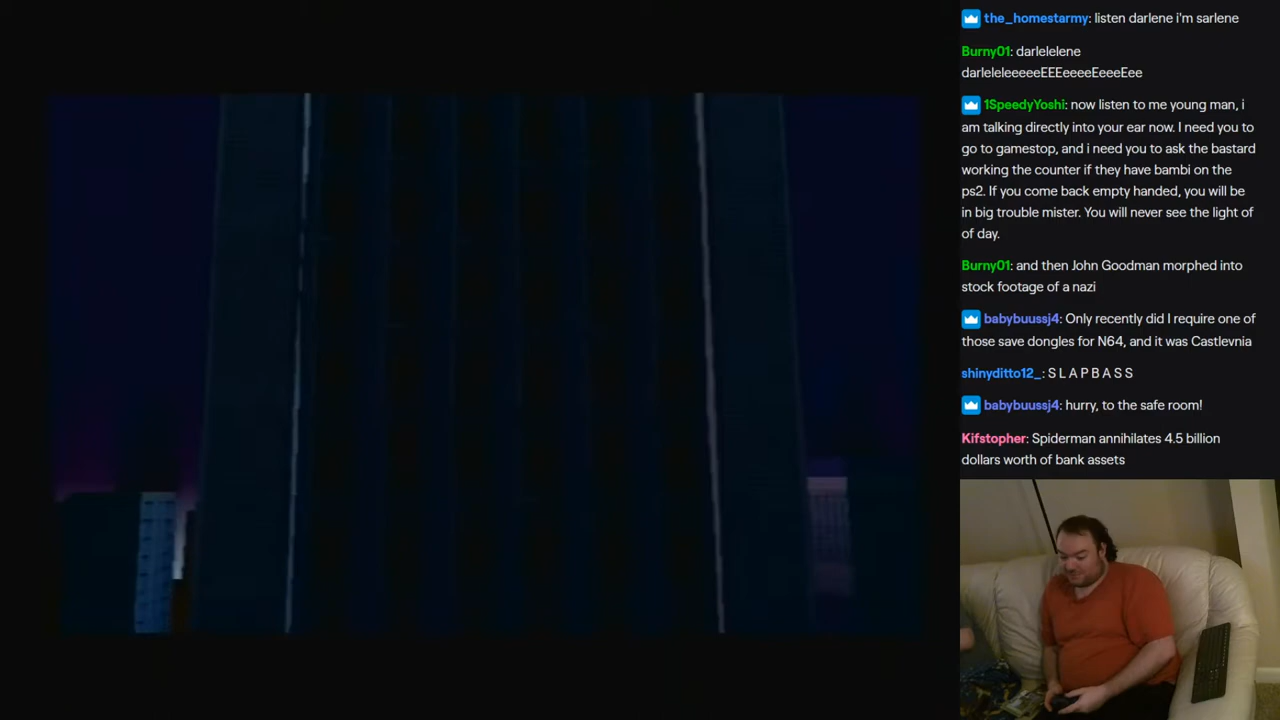 the_homestarmy: listen darlene i'm sarlene
Burny01: darlelelene
darleleleeeeeEEEeeeeEeeeEee
1SpeedyYoshi: now listen to me young man, i
am talking directly into your ear now. I need you to
go to gamestop, and i need you to ask the bastard
working the counter if they have bambi on the
ps2. If you come back empty handed, you will be
in big trouble mister. You will never see the light of
of day.
Burny01: and then John Goodman morphed into
stock footage of a nazi
babybuussj4: Only recently did I require one of
those save dongles for N64, and it was Castlevnia
shinyditto12_: S L A P B A S S
babybuussj4: hurry, to the safe room!
Kifstopher: Spiderman annihilates 4.5 billion
dollars worth of bank assets